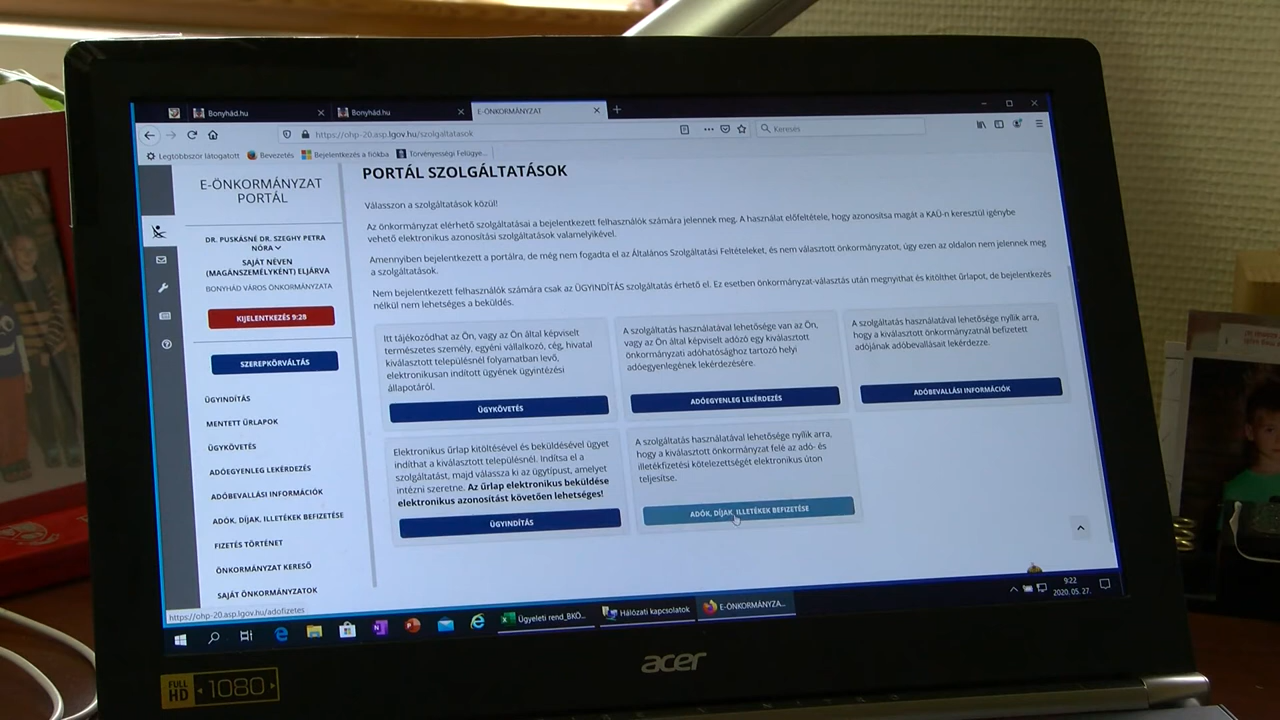 Bonyhád.hu
Bonyhád.hu
E-ÖNKORMÁNYZAT
https://ohp-20.asp.lgov.hu/szolgaltatasok
Keresés
Legtöbbször látogatott
Bevezetés
Bejelentkezés a fiókba
Törvényességi Felügye...
E-ÖNKORMÁNYZAT
PORTÁL
DR. PUSKÁSNÉ DR. SZEGHY PETRA
NÓRA
SAJÁT NÉVEN
(MAGÁNSZEMÉLYKÉNT) ELJÁRVA
BONYHÁD VÁROS ÖNKORMÁNYZATA
KIJELENTKEZÉS 9:28
SZEREPKÖRVÁLTÁS
ÜGYINDÍTÁS
MENTETT ŰRLAPOK
ÜGYKÖVETÉS
ADÓEGYENLEG LEKÉRDEZÉS
ADÓBEVALLÁSI INFORMÁCIÓK
ADÓK, DÍJAK, ILLETÉKEK BEFIZETÉSE
FIZETÉS TÖRTÉNET
ÖNKORMÁNYZAT KERESŐ
SAJÁT ÖNKORMÁNYZATOK
PORTÁL SZOLGÁLTATÁSOK
Válasszon a szolgáltatások közül!
Az önkormányzat elérhető szolgáltatásai a bejelentkezett felhasználók számára jelennek meg. A használat előfeltétele, hogy azonosítsa magát a KAÜ-n keresztül igénybe
vehető elektronikus azonosítási szolgáltatások valamelyikével.
Amennyiben bejelentkezett a portálra, de még nem fogadta el az Általános Szolgáltatási Feltételeket, és nem választott önkormányzatot, úgy ezen az oldalon nem jelennek meg
a szolgáltatások.
Nem bejelentkezett felhasználók számára csak az ÜGYINDÍTÁS szolgáltatás érhető el. Ez esetben önkormányzat-választás után megnyithat és kitölthet űrlapot, de bejelentkezés
nélkül nem lehetséges a beküldés.
Itt tájékozódhat az Ön, vagy az Ön által képviselt
természetes személy, egyéni vállalkozó, cég, hivatal
kiválasztott településnél folyamatban levő,
elektronikusan indított ügyének ügyintézési
állapotáról.
ÜGYKÖVETÉS
A szolgáltatás használatával lehetősége van az Ön,
vagy az Ön által képviselt adózó egy kiválasztott
önkormányzati adóhatósághoz tartozó helyi
adóegyenlegének lekérdezésére.
ADÓEGYENLEG LEKÉRDEZÉS
A szolgáltatás használatával lehetősége nyílik arra,
hogy a kiválasztott önkormányzatnál befizetett
adójának adóbevallásait lekérdezze.
ADÓBEVALLÁSI INFORMÁCIÓK
Elektronikus űrlap kitöltésével és beküldésével ügyet
indíthat a kiválasztott településnél. Indítsa el a
szolgáltatást, majd válassza ki az ügytípust, amelyet
intézni szeretne. Az űrlap elektronikus beküldése
elektronikus azonosítást követően lehetséges!
ÜGYINDÍTÁS
A szolgáltatás használatával lehetősége nyílik arra,
hogy a kiválasztott önkormányzat felé az adó- és
illetékfizetési kötelezettségét elektronikus úton
teljesítse.
ADÓK, DÍJAK, ILLETÉKEK BEFIZETÉSE
https://ohp-20.asp.lgov.hu/adofizetes
Ügyeleti rend_BKÖ...
Hálózati kapcsolatok
E-ÖNKORMÁNYZA...
9:22
2020. 05. 27.
acer
FULL
HD
1080